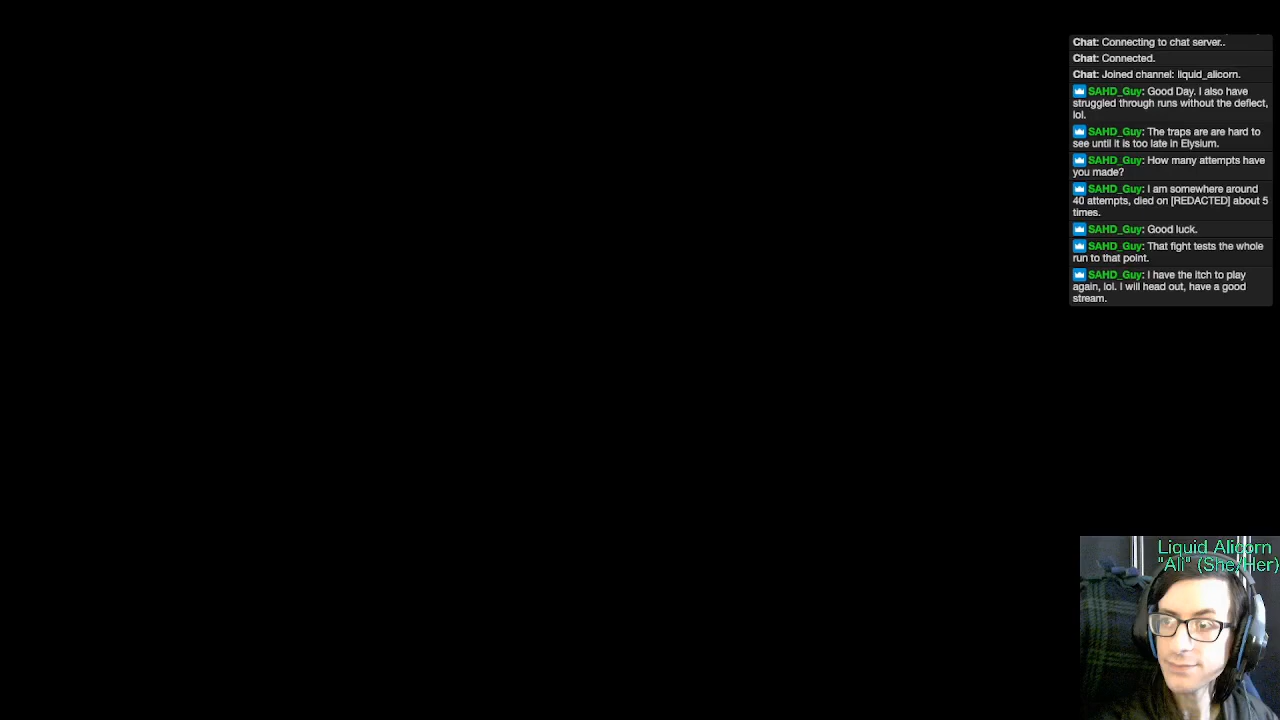 Chat: Connecting to chat server..
Chat: Connected.
Chat: Joined channel: liquid_alicorn.
SAHD_Guy: Good Day. I also have
struggled through runs without the deflect,
lol.
SAHD_Guy: The traps are are hard to
see until it is too late in Elysium.
SAHD_Guy: How many attempts have
you made?
SAHD_Guy: I am somewhere around
40 attempts, died on [REDACTED] about 5
times.
SAHD_Guy: Good luck.
SAHD_Guy: That fight tests the whole
run to that point.
SAHD_Guy: I have the itch to play
again, lol. I will head out, have a good
stream.
Liquid Alicorn
"Ali" (She/Her)